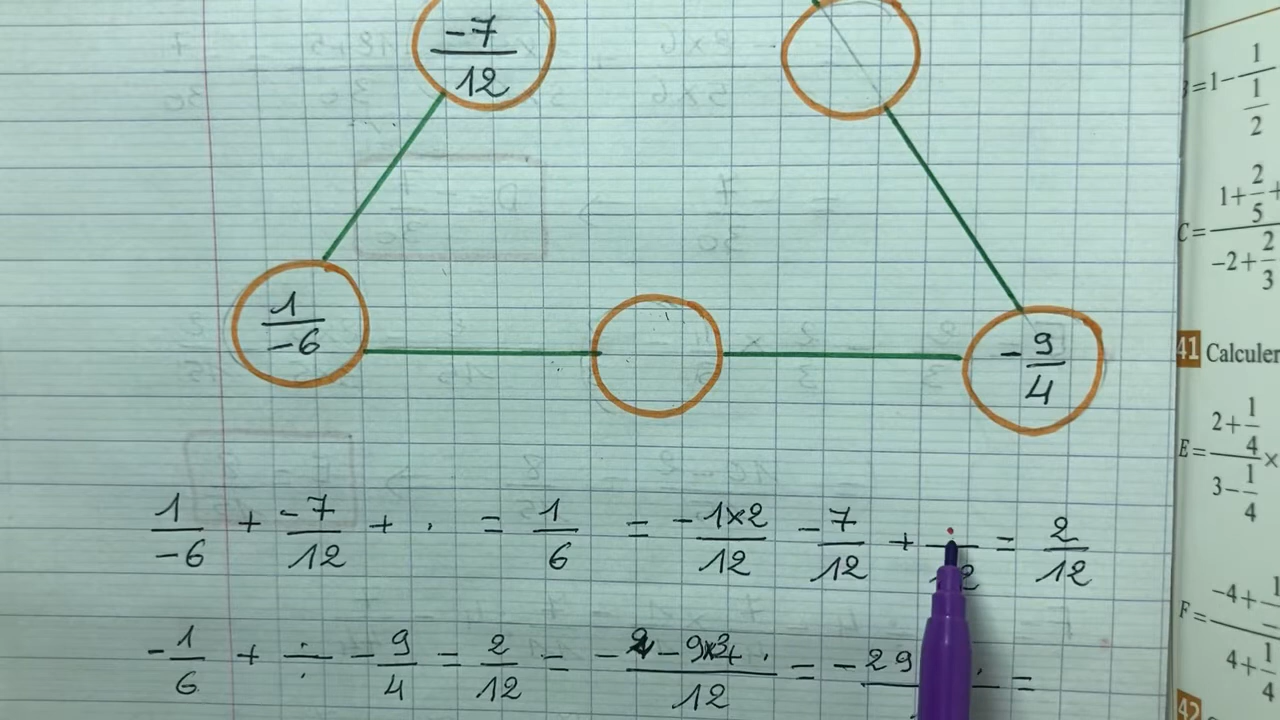 -7/12
1/-6
-9/4
1/-6 + -7/12 + . = 1/6 = -1×2/12 -7/12 + ./12 = 2/12
-1/6 + ./. - 9/4 = 2/12 = -2-9×3+ ./12 = -29 . =
=1-1/(1/2)
C=(1+2/5+
-2+2/3
41 Calculer
E=(2+1/4)/(3-1/4)×
F=-4+1
4+1/4
42